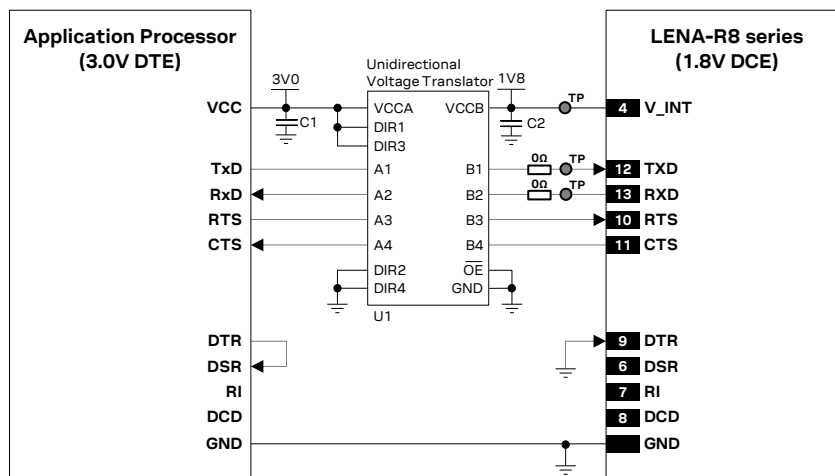 Application Processor
(3.0V DTE)
LENA-R8 series
(1.8V DCE)
Unidirectional
Voltage Translator
3V0
1V8
TP
VCC
VCCA
VCCB
4
V_INT
C1
DIR1
C2
DIR3
0Ω
TP
TxD
A1
B1
12
TXD
0Ω
TP
RxD
A2
B2
13
RXD
RTS
A3
B3
10
RTS
CTS
A4
B4
11
CTS
DIR2
OE
DIR4
GND
U1
DTR
9
DTR
DSR
6
DSR
RI
7
RI
DCD
8
DCD
GND
GND